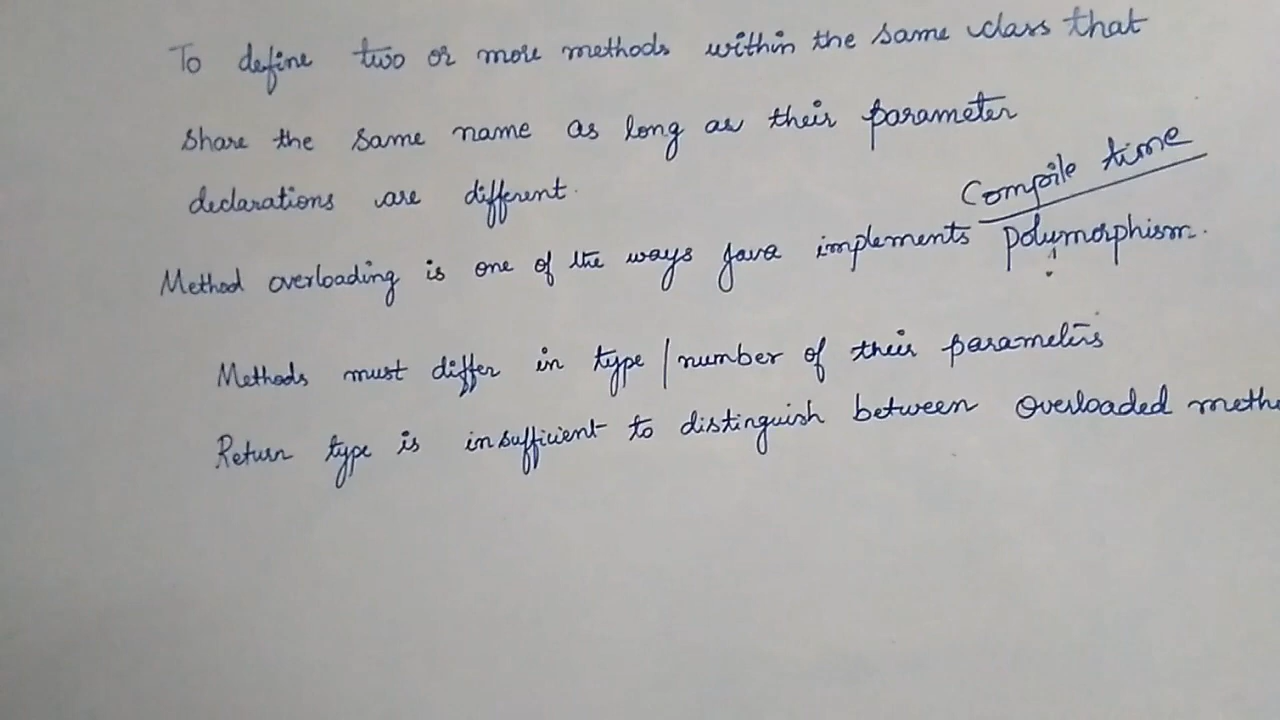 To define two or more methods within the same class that
share the same name as long as their parameter
declarations are different.
Compile time
Method overloading is one of the ways Java implements polymorphism.
Methods must differ in type / number of their parameters
Return type is insufficient to distinguish between overloaded meth